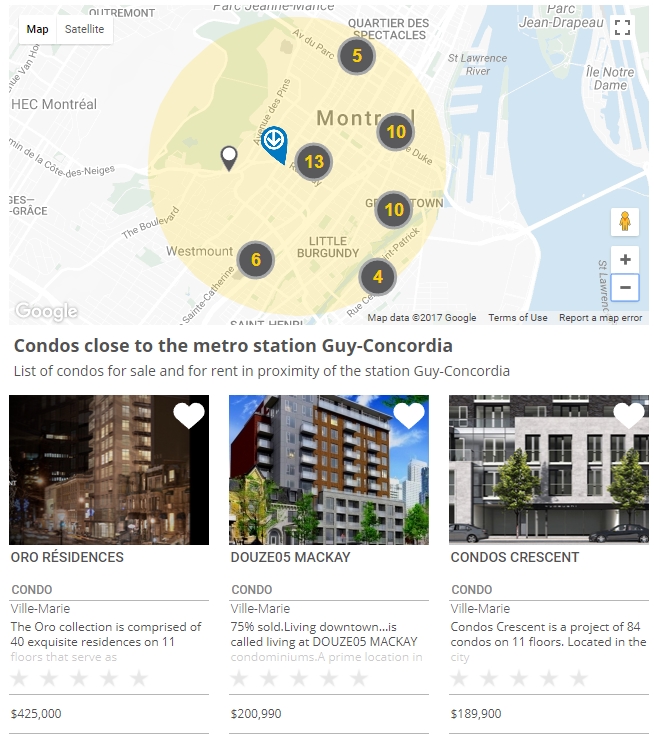 OUTREMONT
Parc Jeanne-Mance
QUARTIER DES
SPECTACLES
Parc
Jean-Drapeau
Map
Satellite
Av du Parc
5
St Lawrence
River
Île Notre
Dame
HEC Montréal
Avenue des Pins
Montreal
10
13
Duke
min de la Côte-des-Neiges
GES—
-GRÂCE
10
The Boulevard
Westmount
6
LITTLE
BURGUNDY
4
Sainte-Catherine
SAINT-HENRI
St Lawrenc
+
−
Google
Map data ©2017 Google
Terms of Use
Report a map error
Condos close to the metro station Guy-Concordia
List of condos for sale and for rent in proximity of the station Guy-Concordia
ORO RÉSIDENCES
CONDO
Ville-Marie
The Oro collection is comprised of
40 exquisite residences on 11
floors that serve as
$425,000
DOUZE05 MACKAY
CONDO
Ville-Marie
75% sold.Living downtown...is
called living at DOUZE05 MACKAY
condominiums.A prime location in
$200,990
CONDOS CRESCENT
CONDO
Ville-Marie
Condos Crescent is a project of 84
condos on 11 floors. Located in the
city
$189,900